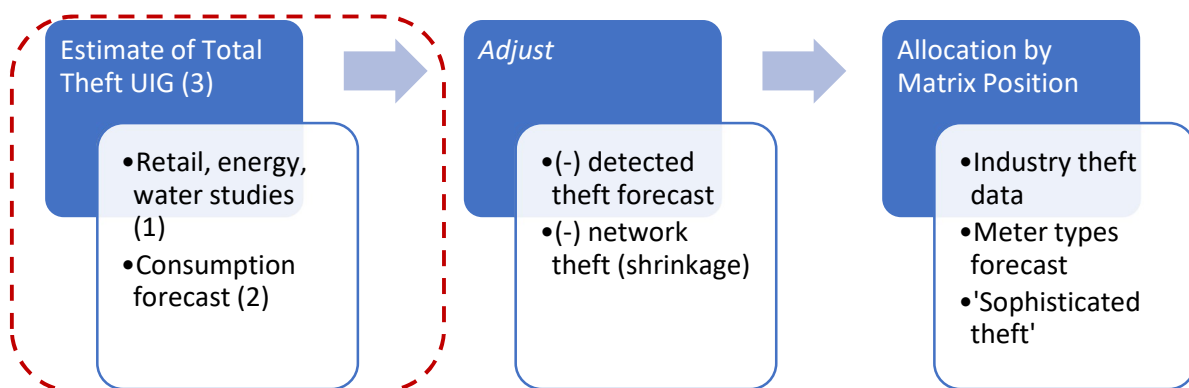 Estimate of Total
Theft UIG (3)
•Retail, energy,
water studies
(1)
•Consumption
forecast (2)
Adjust
•(-) detected
theft forecast
•(-) network
theft (shrinkage)
Allocation by
Matrix Position
•Industry theft
data
•Meter types
forecast
•'Sophisticated
theft'